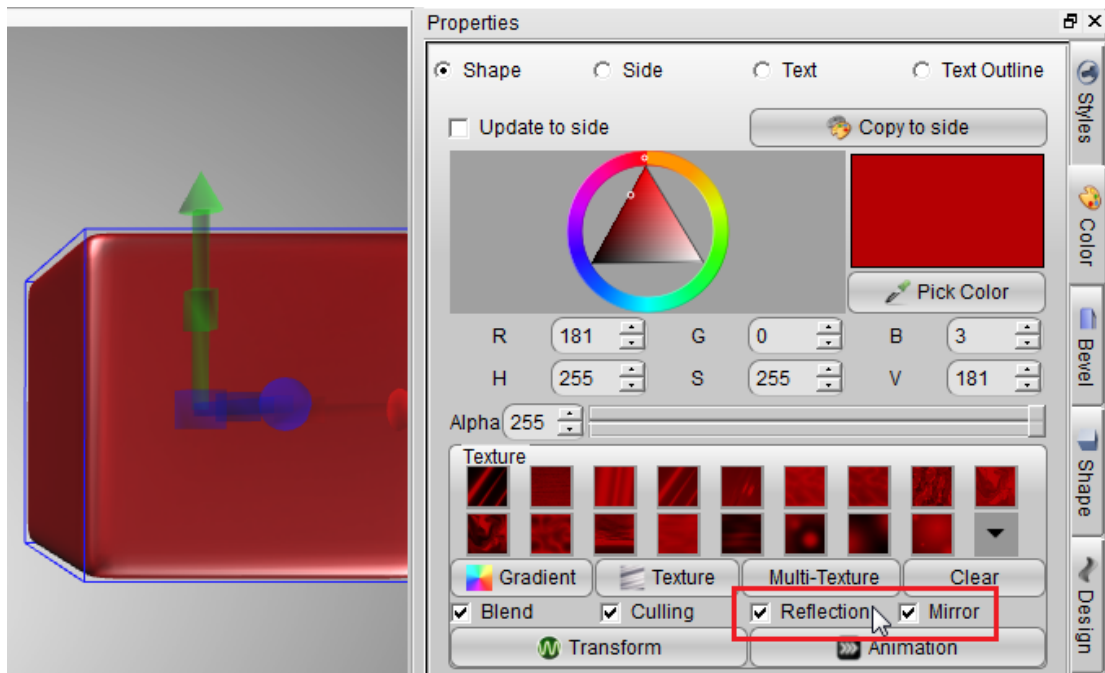 Properties
Shape Side Text Text Outline
Update to side Copy to side
Pick Color
R 181 G 0 B 3
H 255 S 255 V 181
Alpha 255
Texture
Gradient Texture Multi-Texture Clear
Blend Culling Reflection Mirror
Transform Animation
Styles
Color
Bevel
Shape
Design